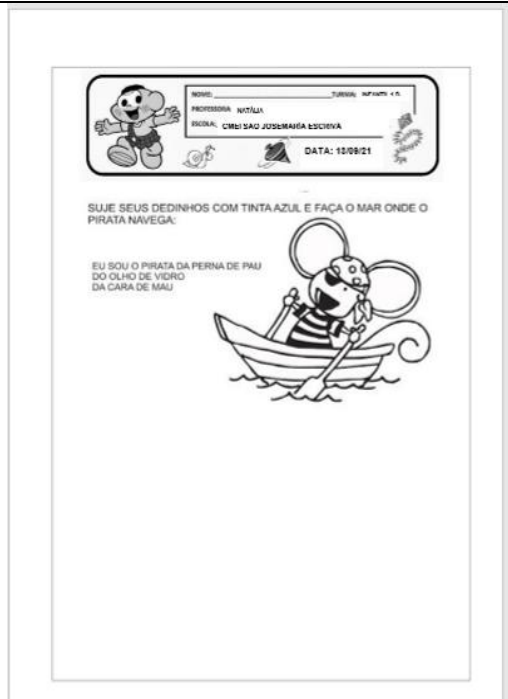 NOME: TURMA: INFANTIL
PROFESSORA: NATÁLIA
ESCOLA: CMEI SÃO JOSEMARIA ESCRIVÁ
DATA: 13/09/21
SUJE SEUS DEDINHOS COM TINTA AZUL E FAÇA O MAR ONDE O
PIRATA NAVEGA:
EU SOU O PIRATA DA PERNA DE PAU
DO OLHO DE VIDRO
DA CARA DE MAU